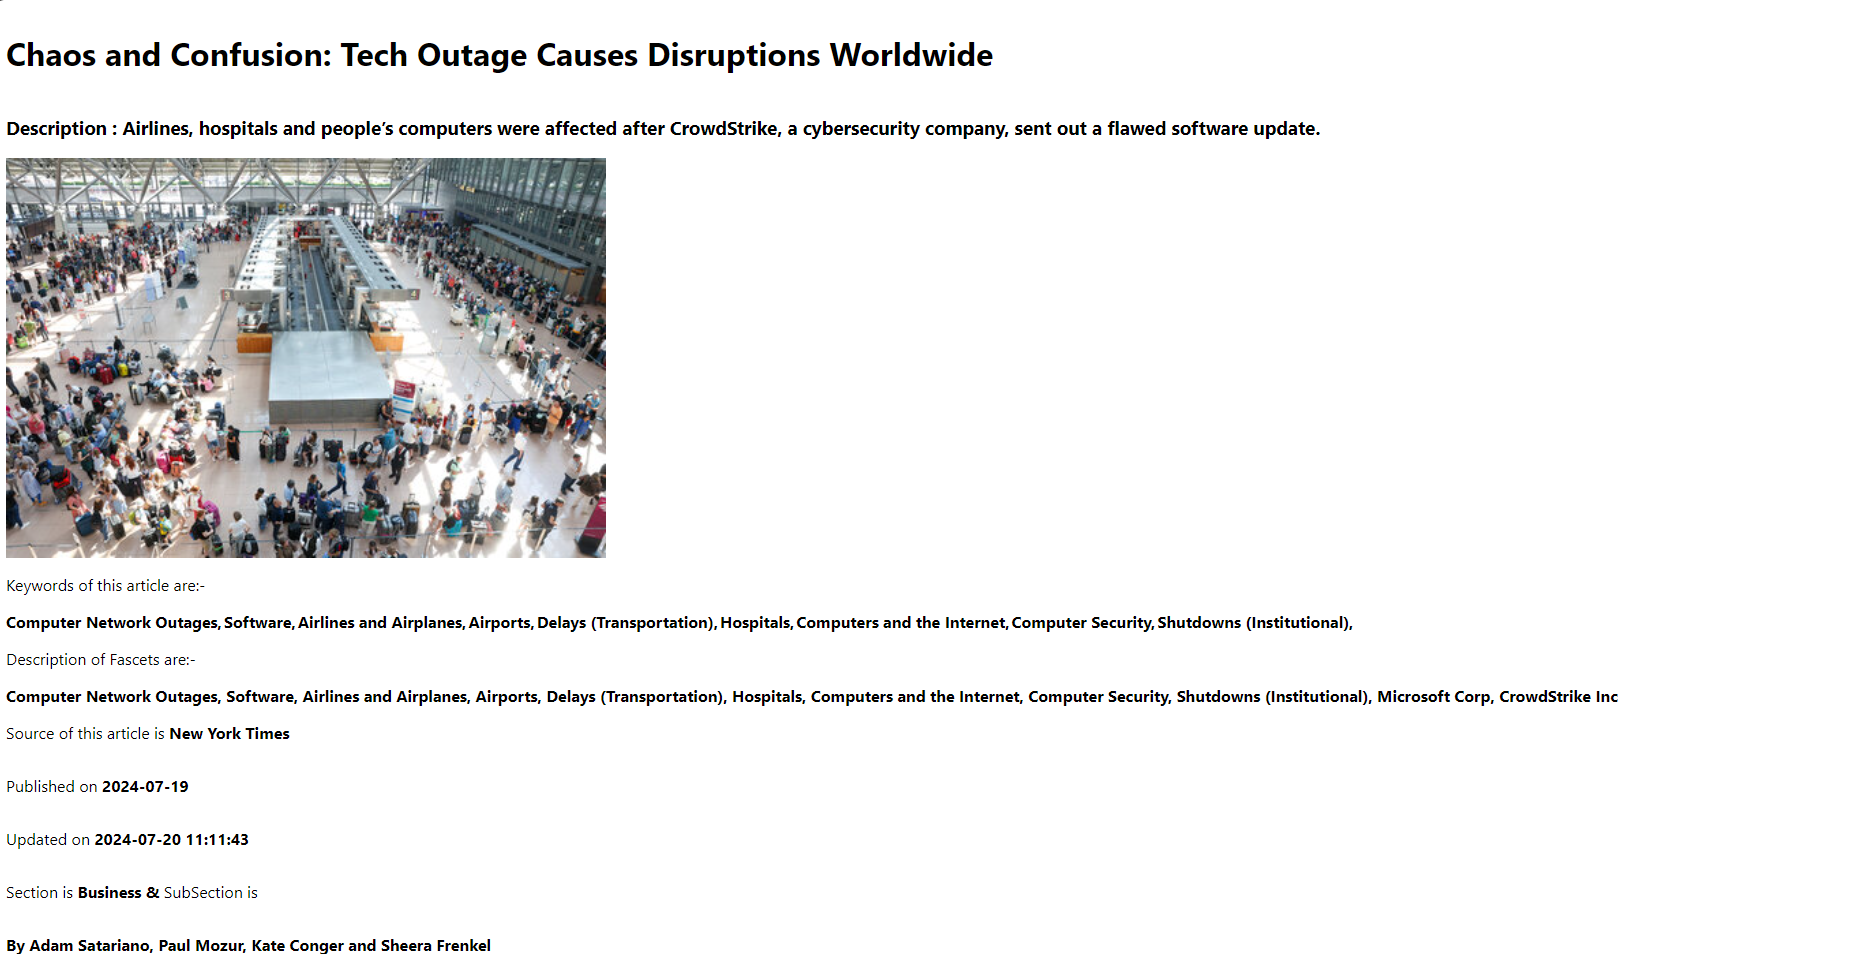 Chaos and Confusion: Tech Outage Causes Disruptions Worldwide
Description : Airlines, hospitals and people’s computers were affected after CrowdStrike, a cybersecurity company, sent out a flawed software update.
3
4
Keywords of this article are:-
Computer Network Outages, Software, Airlines and Airplanes, Airports, Delays (Transportation), Hospitals, Computers and the Internet, Computer Security, Shutdowns (Institutional),
Description of Fascets are:-
Computer Network Outages, Software, Airlines and Airplanes, Airports, Delays (Transportation), Hospitals, Computers and the Internet, Computer Security, Shutdowns (Institutional), Microsoft Corp, CrowdStrike Inc
Source of this article is New York Times
Published on 2024-07-19
Updated on 2024-07-20 11:11:43
Section is Business & SubSection is
By Adam Satariano, Paul Mozur, Kate Conger and Sheera Frenkel